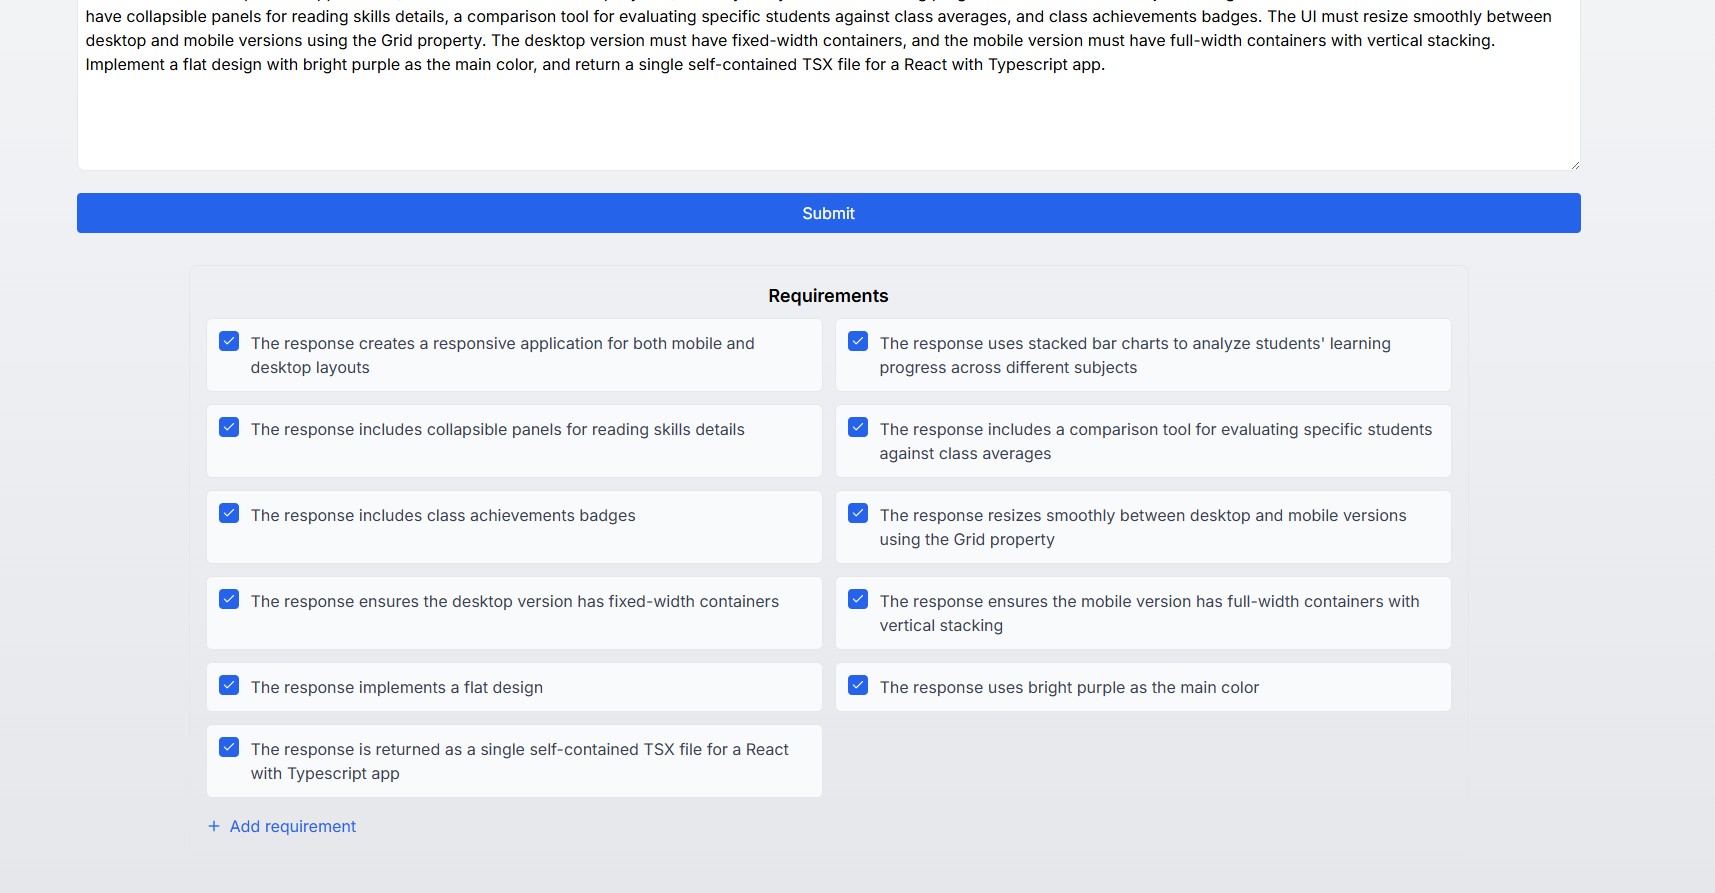 have collapsible panels for reading skills details, a comparison tool for evaluating specific students against class averages, and class achievements badges. The UI must resize smoothly between
desktop and mobile versions using the Grid property. The desktop version must have fixed-width containers, and the mobile version must have full-width containers with vertical stacking.
Implement a flat design with bright purple as the main color, and return a single self-contained TSX file for a React with Typescript app.
Submit
Requirements
The response creates a responsive application for both mobile and
desktop layouts
The response uses stacked bar charts to analyze students' learning
progress across different subjects
The response includes collapsible panels for reading skills details
The response includes a comparison tool for evaluating specific students
against class averages
The response includes class achievements badges
The response resizes smoothly between desktop and mobile versions
using the Grid property
The response ensures the desktop version has fixed-width containers
The response ensures the mobile version has full-width containers with
vertical stacking
The response implements a flat design
The response uses bright purple as the main color
The response is returned as a single self-contained TSX file for a React
with Typescript app
+ Add requirement